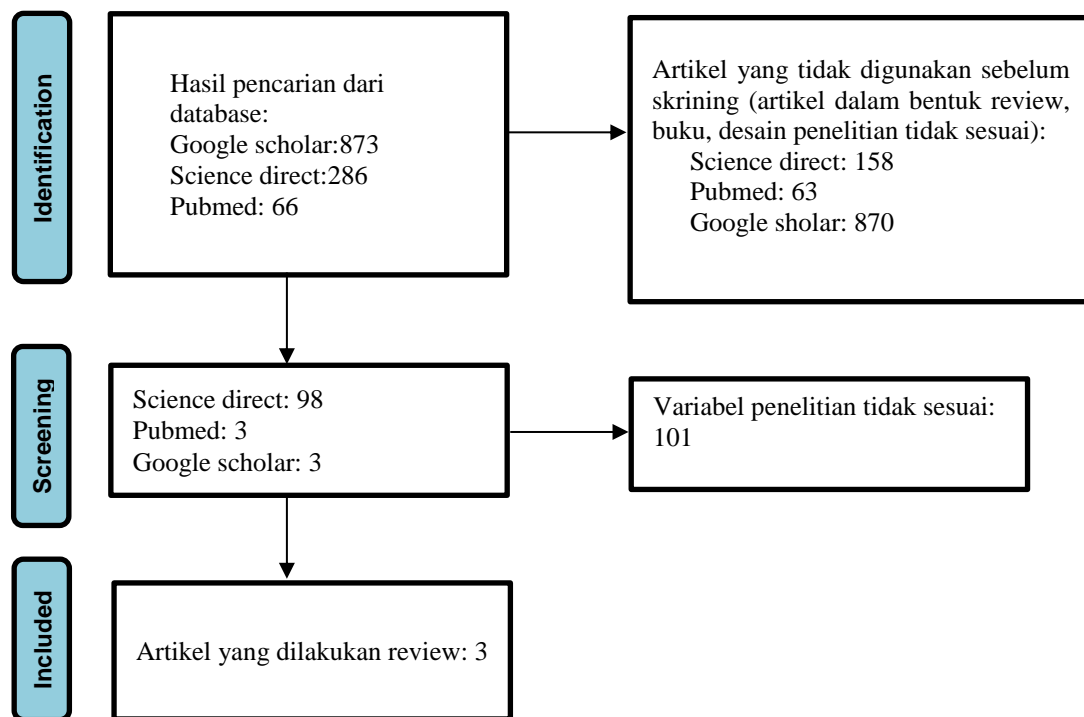 Identification
Hasil pencarian dari
database:
Google scholar:873
Science direct:286
Pubmed: 66
Artikel yang tidak digunakan sebelum
skrining (artikel dalam bentuk review,
buku, desain penelitian tidak sesuai):
Science direct: 158
Pubmed: 63
Google sholar: 870
Screening
Science direct: 98
Pubmed: 3
Google scholar: 3
Variabel penelitian tidak sesuai:
101
Included
Artikel yang dilakukan review: 3